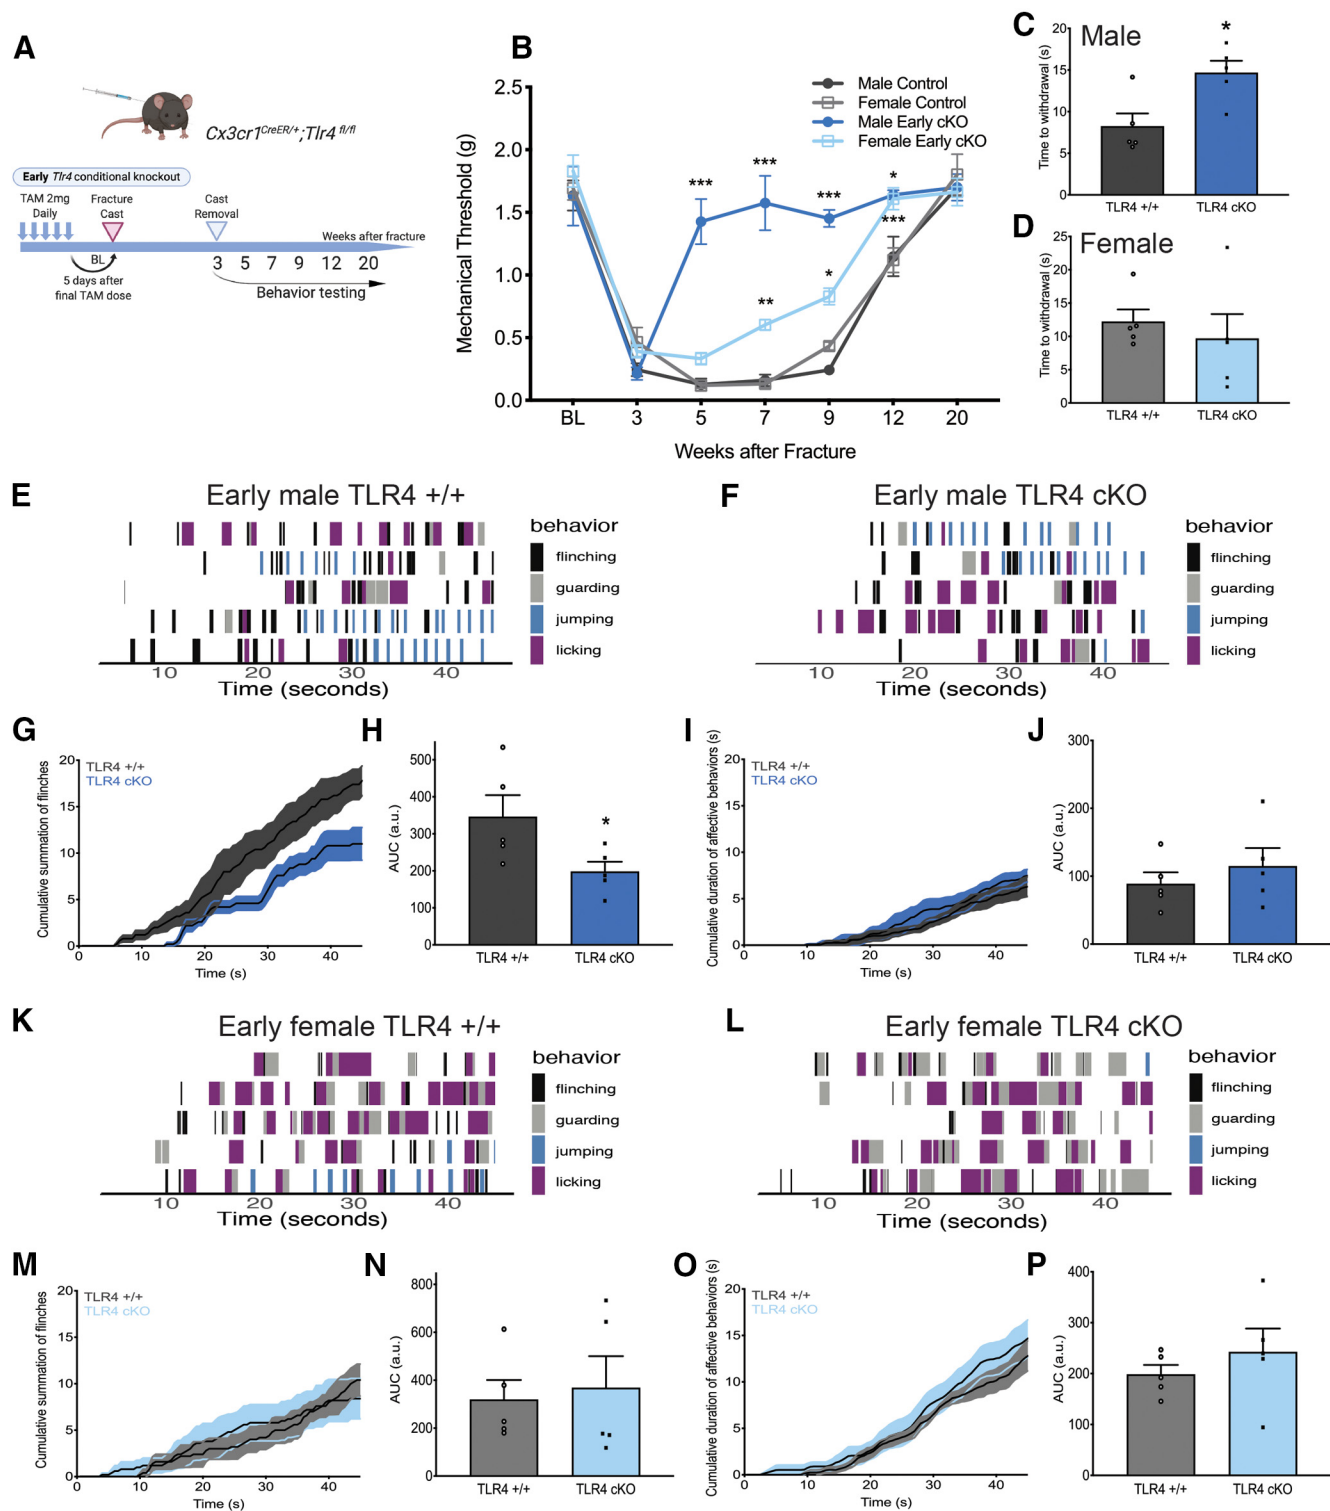 A
Cx3cr1CreER/+;Tlr4 fl/fl
Early Tlr4 conditional knockout
TAM 2mg
Daily
Fracture
Cast
Cast
Removal
Weeks after fracture
BL
3 5 7 9 12 20
5 days after
final TAM dose
Behavior testing
B
Mechanical Threshold (g)
2.5
2.0
1.5
1.0
0.5
0.0
Male Control
Female Control
Male Early cKO
Female Early cKO
***
***
**
***
*
*
***
BL 3 5 7 9 12 20
Weeks after Fracture
C
Male
*
Time to withdrawal (s)
20
15
10
5
0
TLR4 +/+ TLR4 cKO
D
Female
Time to withdrawal (s)
25
20
15
10
5
0
TLR4 +/+ TLR4 cKO
E
Early male TLR4 +/+
behavior
flinching
guarding
jumping
licking
10 20 30 40
Time (seconds)
F
Early male TLR4 cKO
behavior
flinching
guarding
jumping
licking
10 20 30 40
Time (seconds)
G
Cumulative summation of flinches
TLR4 +/+
TLR4 cKO
20
15
10
5
0
0 10 20 30 40
Time (s)
H
AUC (a.u.)
500
400
300
200
100
0
*
TLR4 +/+ TLR4 cKO
I
Cumulative duration of affective behaviors (s)
TLR4 +/+
TLR4 cKO
20
15
10
5
0
0 10 20 30 40
Time (s)
J
AUC (a.u.)
300
200
100
0
TLR4 +/+ TLR4 cKO
K
Early female TLR4 +/+
behavior
flinching
guarding
jumping
licking
10 20 30 40
Time (seconds)
L
Early female TLR4 cKO
behavior
flinching
guarding
jumping
licking
10 20 30 40
Time (seconds)
M
Cumulative summation of flinches
TLR4 +/+
TLR4 cKO
20
15
10
5
0
0 10 20 30 40
Time (s)
N
AUC (a.u.)
800
600
400
200
0
TLR4 +/+ TLR4 cKO
O
Cumulative duration of affective behaviors (s)
TLR4 +/+
TLR4 cKO
20
15
10
5
0
0 10 20 30 40
Time (s)
P
AUC (a.u.)
400
300
200
100
0
TLR4 +/+ TLR4 cKO